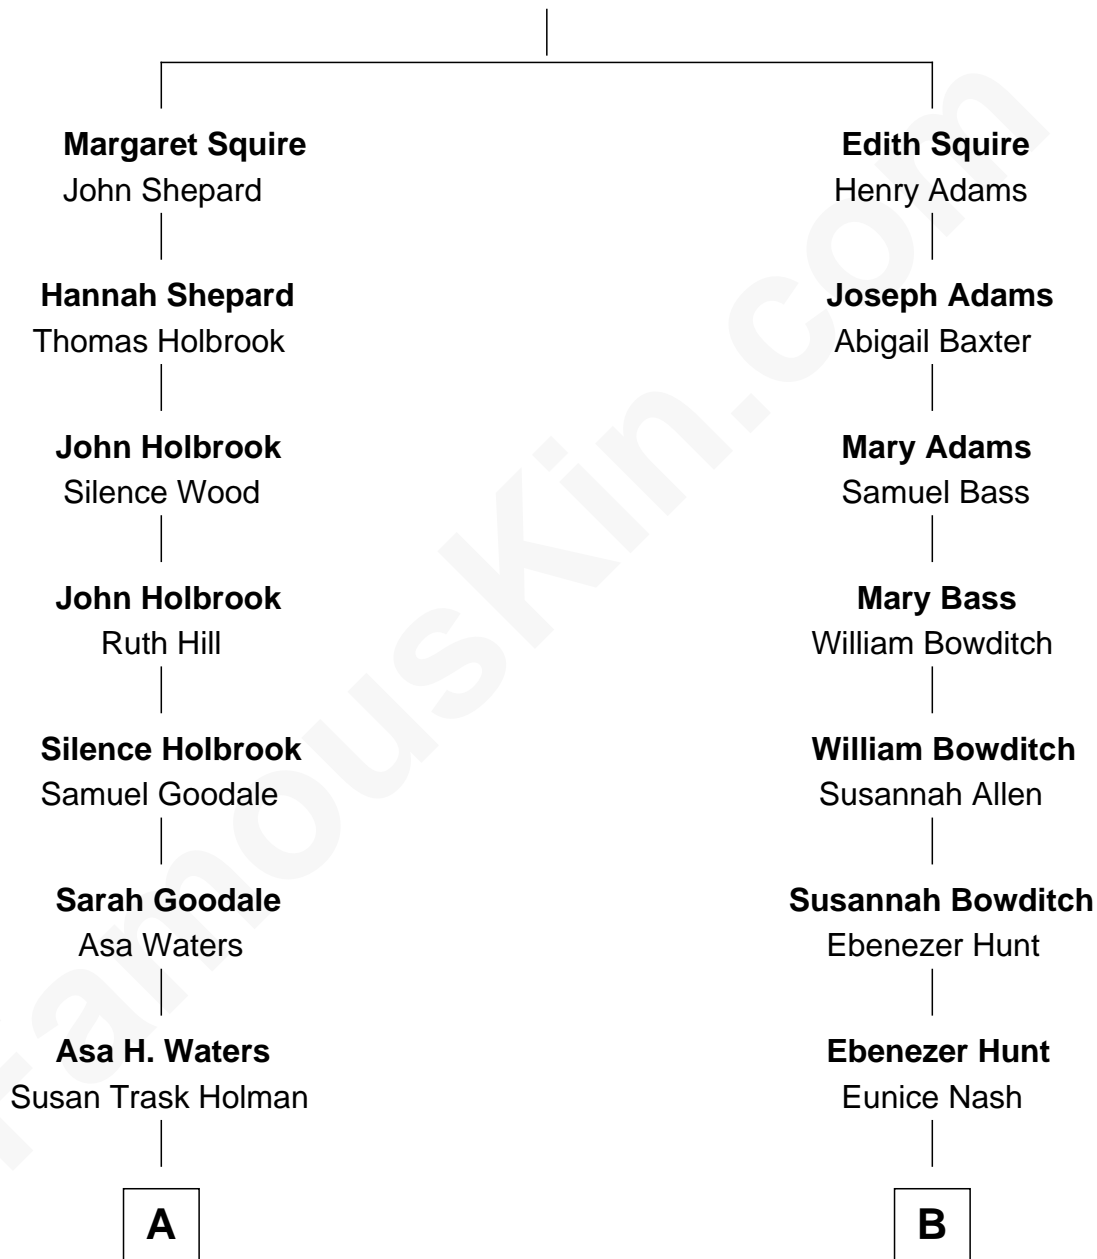 Margaret Squire
John Shepard
Edith Squire
Henry Adams
Hannah Shepard
Thomas Holbrook
Joseph Adams
Abigail Baxter
John Holbrook
Silence Wood
Mary Adams
Samuel Bass
John Holbrook
Ruth Hill
Mary Bass
William Bowditch
Silence Holbrook
Samuel Goodale
William Bowditch
Susannah Allen
Sarah Goodale
Asa Waters
Susannah Bowditch
Ebenezer Hunt
Asa H. Waters
Susan Trask Holman
Ebenezer Hunt
Eunice Nash
A
B
FamousKin.com